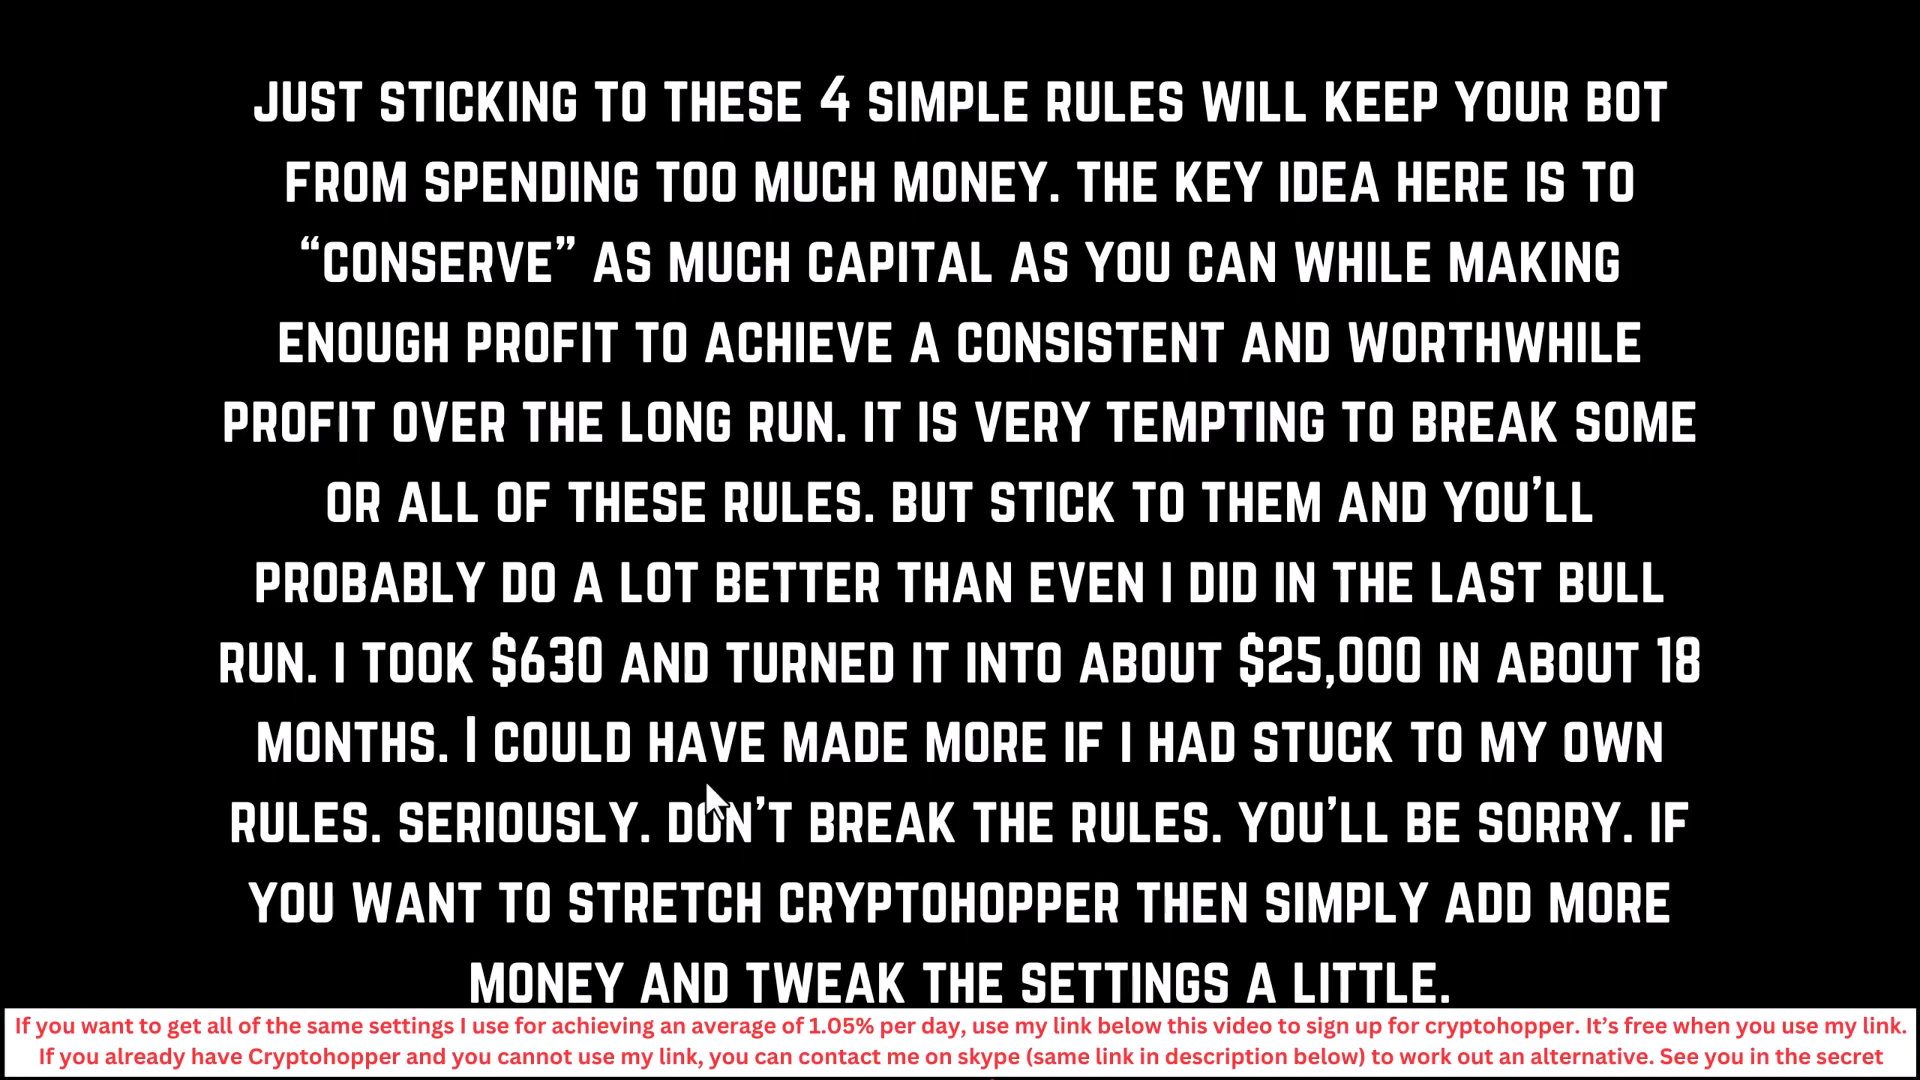 JUST STICKING TO THESE 4 SIMPLE RULES WILL KEEP YOUR BOT
FROM SPENDING TOO MUCH MONEY. THE KEY IDEA HERE IS TO
“CONSERVE” AS MUCH CAPITAL AS YOU CAN WHILE MAKING
ENOUGH PROFIT TO ACHIEVE A CONSISTENT AND WORTHWHILE
PROFIT OVER THE LONG RUN. IT IS VERY TEMPTING TO BREAK SOME
OR ALL OF THESE RULES. BUT STICK TO THEM AND YOU’LL
PROBABLY DO A LOT BETTER THAN EVEN I DID IN THE LAST BULL
RUN. I TOOK $630 AND TURNED IT INTO ABOUT $25,000 IN ABOUT 18
MONTHS. I COULD HAVE MADE MORE IF I HAD STUCK TO MY OWN
RULES. SERIOUSLY. DON’T BREAK THE RULES. YOU’LL BE SORRY. IF
YOU WANT TO STRETCH CRYPTOHOPPER THEN SIMPLY ADD MORE
MONEY AND TWEAK THE SETTINGS A LITTLE.
If you want to get all of the same settings I use for achieving an average of 1.05% per day, use my link below this video to sign up for cryptohopper. It’s free when you use my link.
If you already have Cryptohopper and you cannot use my link, you can contact me on skype (same link in description below) to work out an alternative. See you in the secret